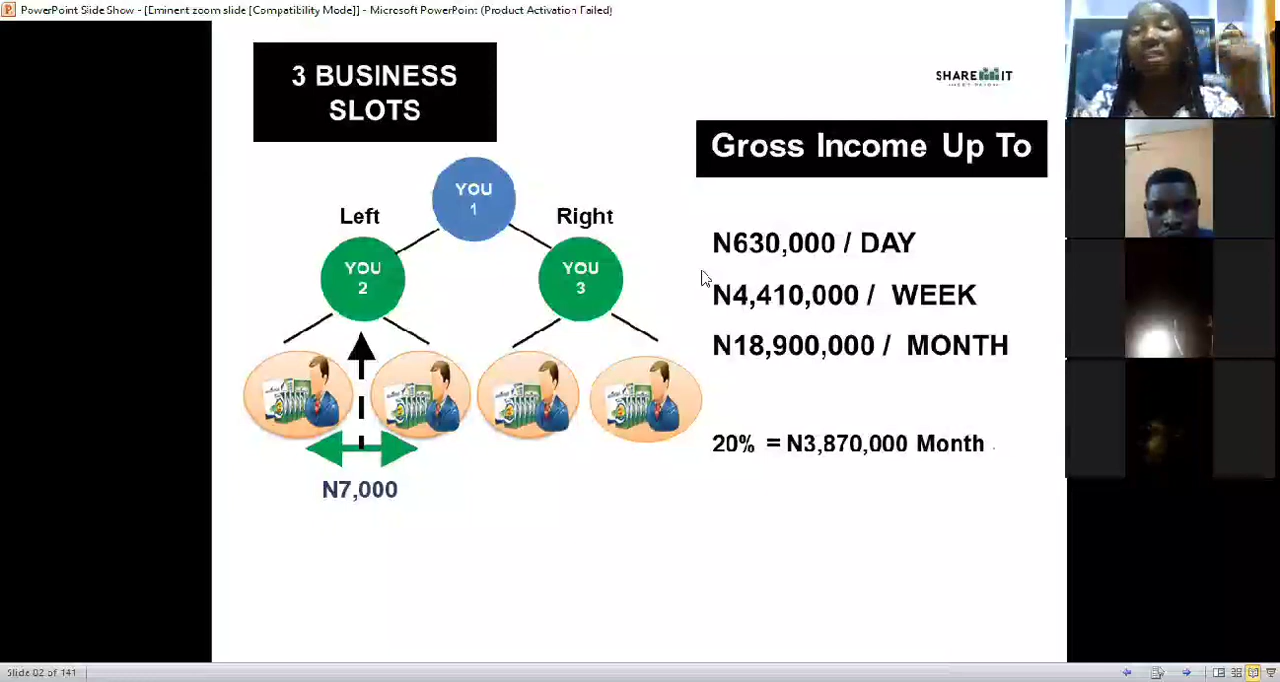 PowerPoint Slide Show - [Eminent zoom slide [Compatibility Mode]] - Microsoft PowerPoint (Product Activation Failed)
3 BUSINESS
SLOTS
SHARE IT
Gross Income Up To
YOU
1
Left
Right
YOU
2
YOU
3
N630,000 / DAY
N4,410,000 / WEEK
N18,900,000 / MONTH
20% = N3,870,000 Month
N7,000
Slide 02 of 141